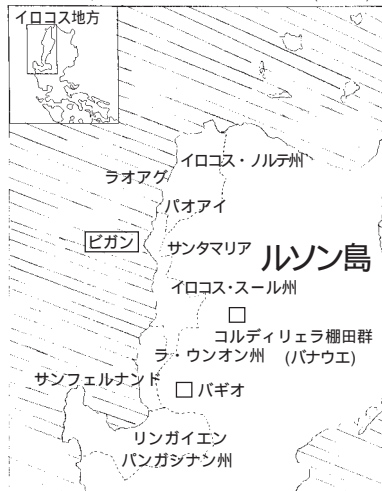 イロコス地方
イロコス・ノルテ州
ラオアグ
パオアイ
ビガン
サンタマリア
ルソン島
イロコス・スール州
コルディリェラ棚田群
ラ・ウンオン州
(バナウエ)
サンフェルナンド
バギオ
リンガイエン
パンガシナン州